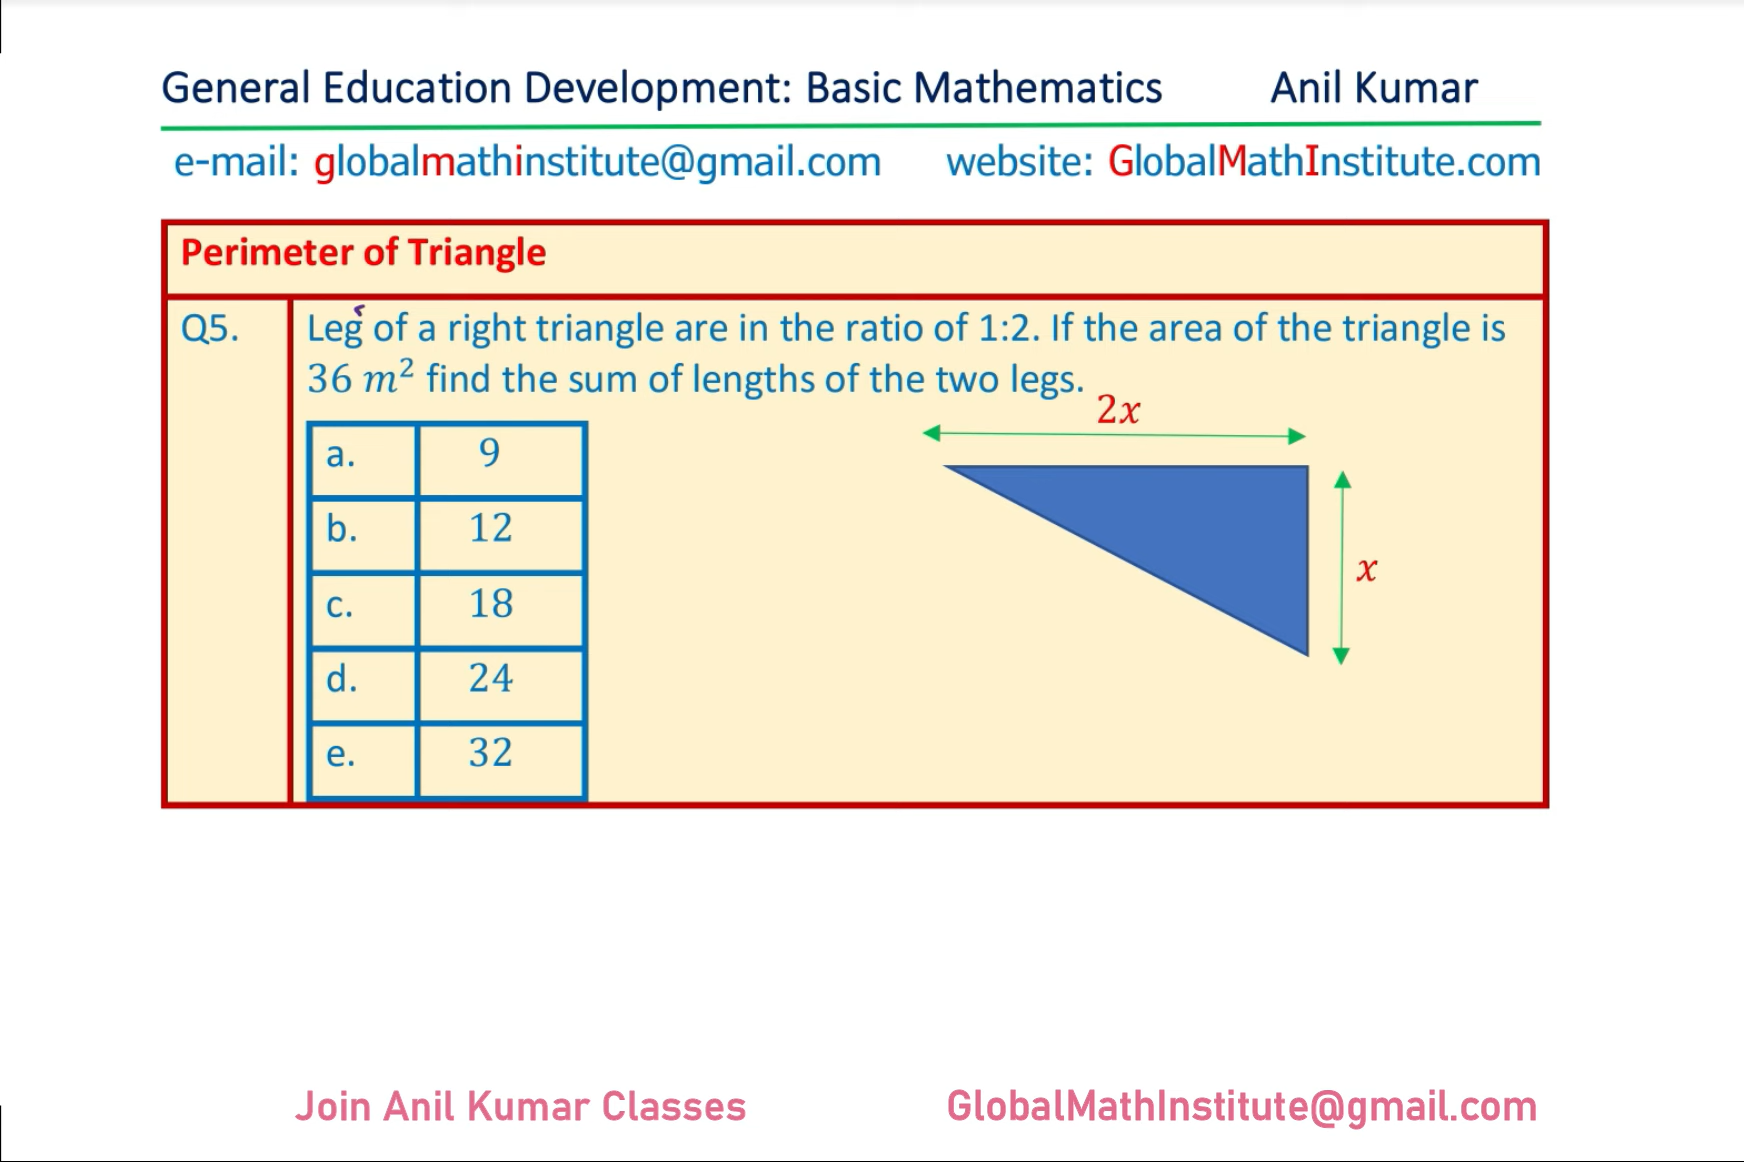 General Education Development: Basic Mathematics Anil Kumar
e-mail: globalmathinstitute@gmail.com website: GlobalMathInstitute.com
Perimeter of Triangle
Q5. Legs of a right triangle are in the ratio of 1:2. If the area of the triangle is
36 m² find the sum of lengths of the two legs.
2x
a. 9
b. 12
x
c. 18
d. 24
e. 32
Join Anil Kumar Classes GlobalMathInstitute@gmail.com